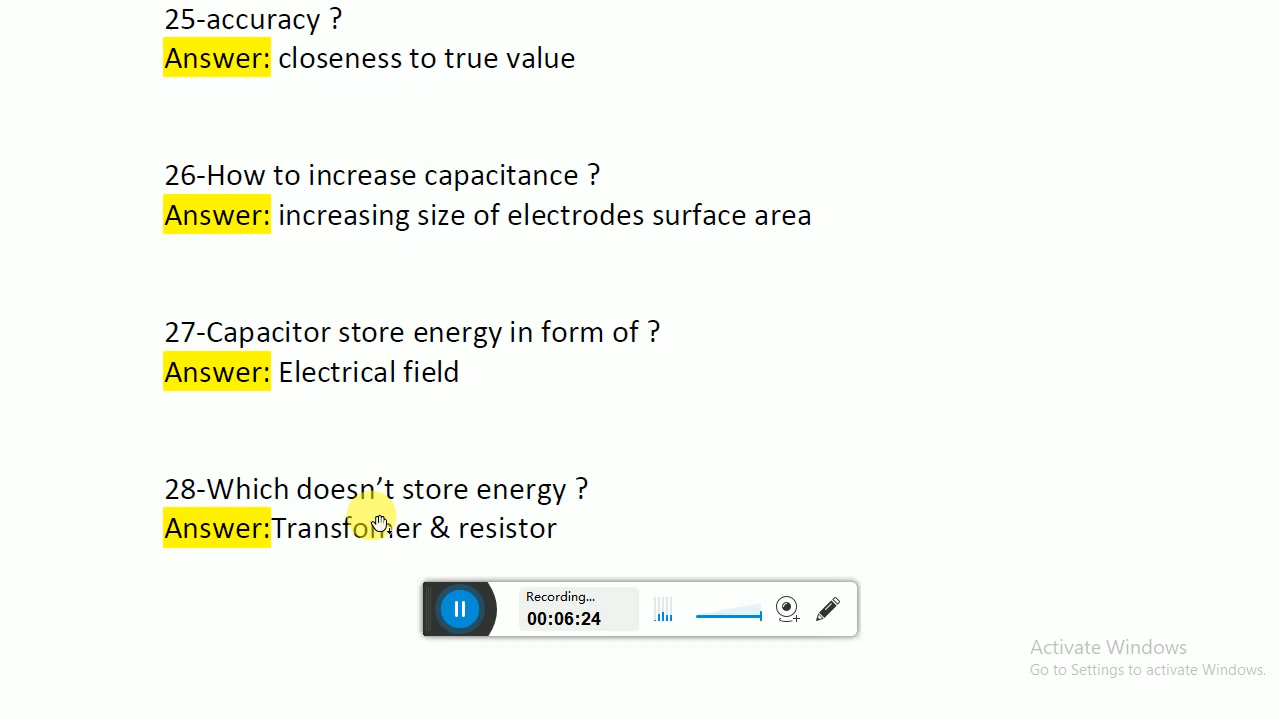 25-accuracy ?
Answer: closeness to true value
26-How to increase capacitance ?
Answer: increasing size of electrodes surface area
27-Capacitor store energy in form of ?
Answer: Electrical field
28-Which doesn't store energy ?
Answer:Transfomer & resistor
Recording...
00:06:24
Activate Windows
Go to Settings to activate Windows.